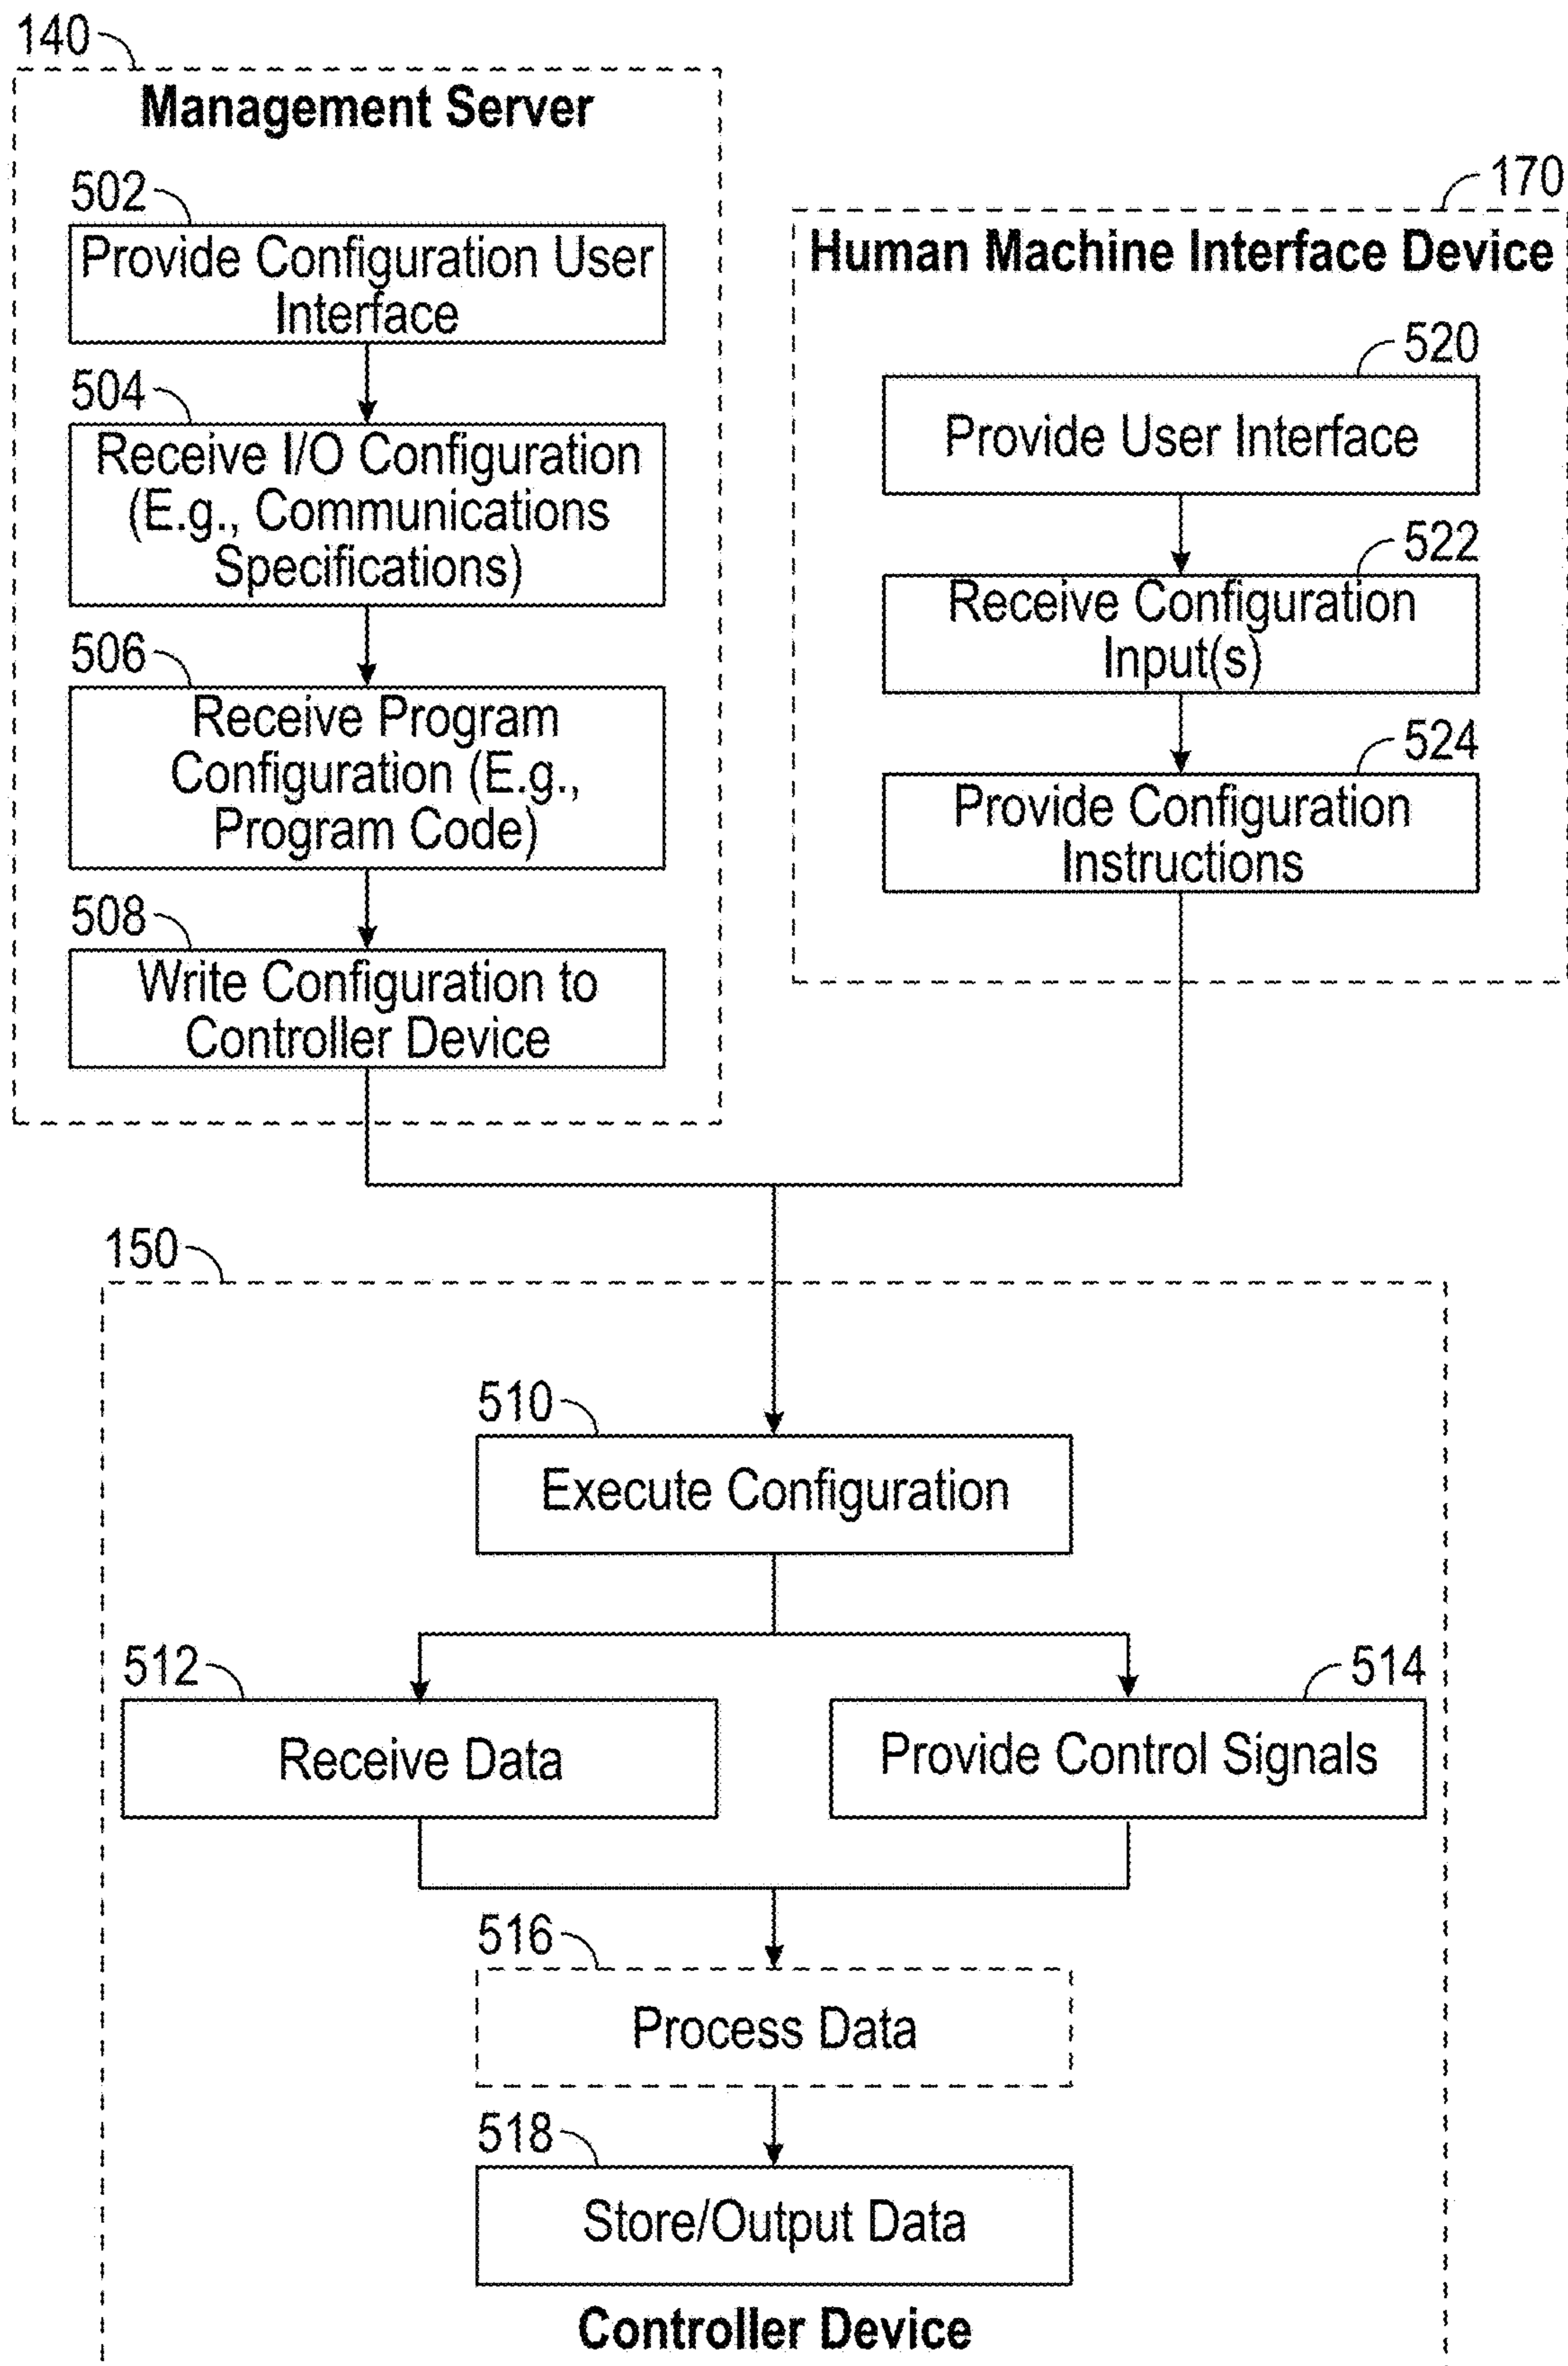 140
Management Server
502
Provide Configuration User
Interface
504
Receive I/O Configuration
(E.g., Communications
Specifications)
506
Receive Program
Configuration (E.g.,
Program Code)
508
Write Configuration to
Controller Device
170
Human Machine Interface Device
520
Provide User Interface
522
Receive Configuration
Input(s)
524
Provide Configuration
Instructions
150
510
Execute Configuration
512
Receive Data
514
Provide Control Signals
516
Process Data
518
Store/Output Data
Controller Device